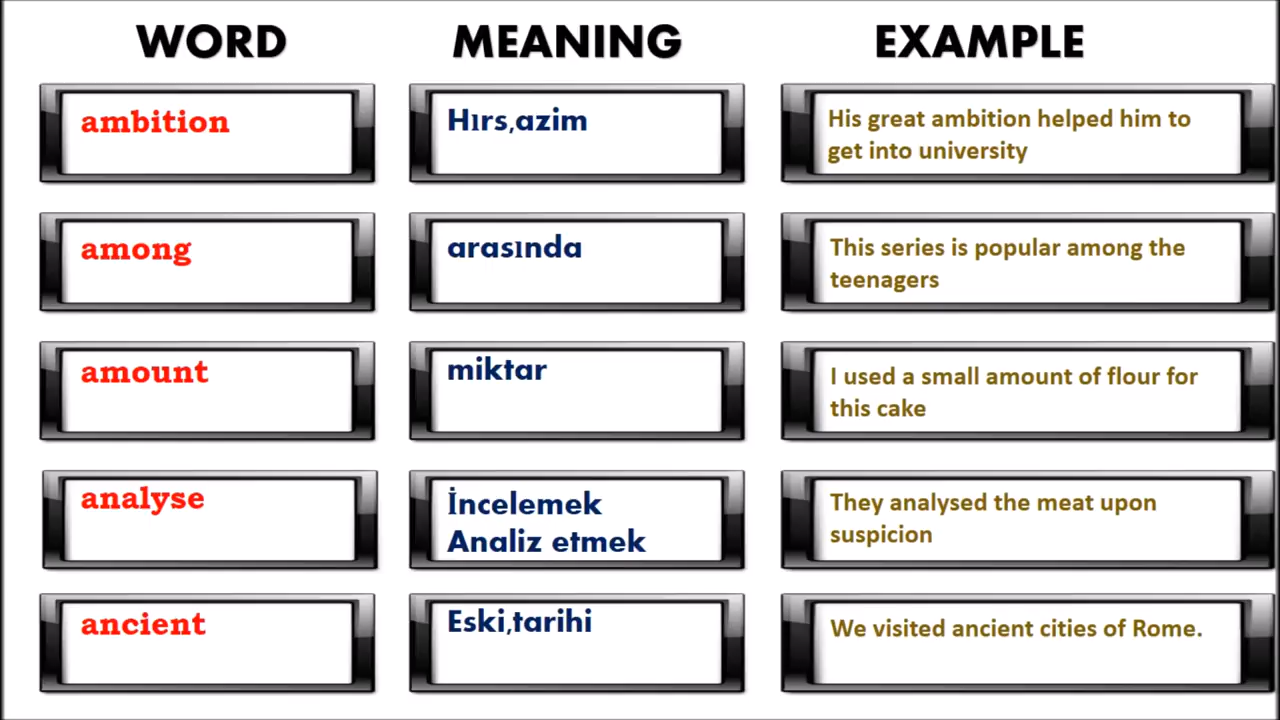 WORD MEANING EXAMPLE
ambition
Hırs,azim
His great ambition helped him to
get into university
among
arasında
This series is popular among the
teenagers
amount
miktar
I used a small amount of flour for
this cake
analyse
İncelemek
Analiz etmek
They analysed the meat upon
suspicion
ancient
Eski,tarihi
We visited ancient cities of Rome.